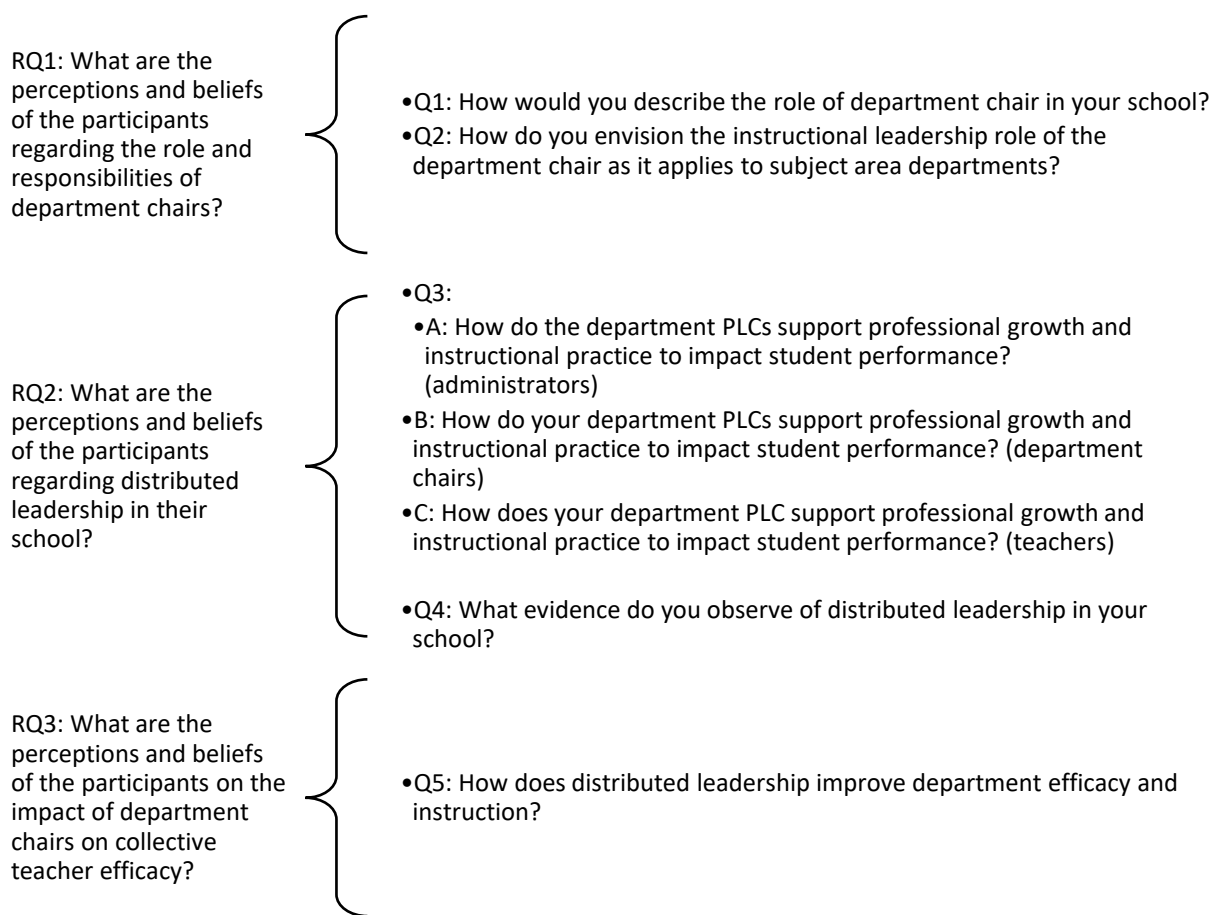 RQ1: What are the
perceptions and beliefs
of the participants
regarding the role and
responsibilities of
department chairs?
•Q1: How would you describe the role of department chair in your school?
•Q2: How do you envision the instructional leadership role of the
department chair as it applies to subject area departments?
RQ2: What are the
perceptions and beliefs
of the participants
regarding distributed
leadership in their
school?
•Q3:
•A: How do the department PLCs support professional growth and
instructional practice to impact student performance?
(administrators)
•B: How do your department PLCs support professional growth and
instructional practice to impact student performance? (department
chairs)
•C: How does your department PLC support professional growth and
instructional practice to impact student performance? (teachers)
•Q4: What evidence do you observe of distributed leadership in your
school?
RQ3: What are the
perceptions and beliefs
of the participants on the
impact of department
chairs on collective
teacher efficacy?
•Q5: How does distributed leadership improve department efficacy and
instruction?